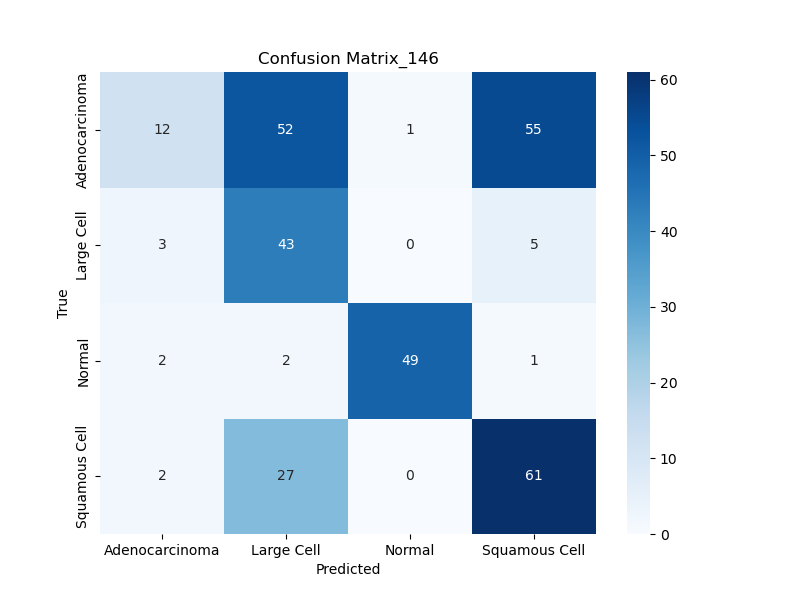 Confusion Matrix_146
True
Adenocarcinoma 12 52 1 55
Large Cell 3 43 0 5
Normal 2 2 49 1
Squamous Cell 2 27 0 61
Adenocarcinoma Large Cell Normal Squamous Cell
Predicted
60
50
40
30
20
10
0